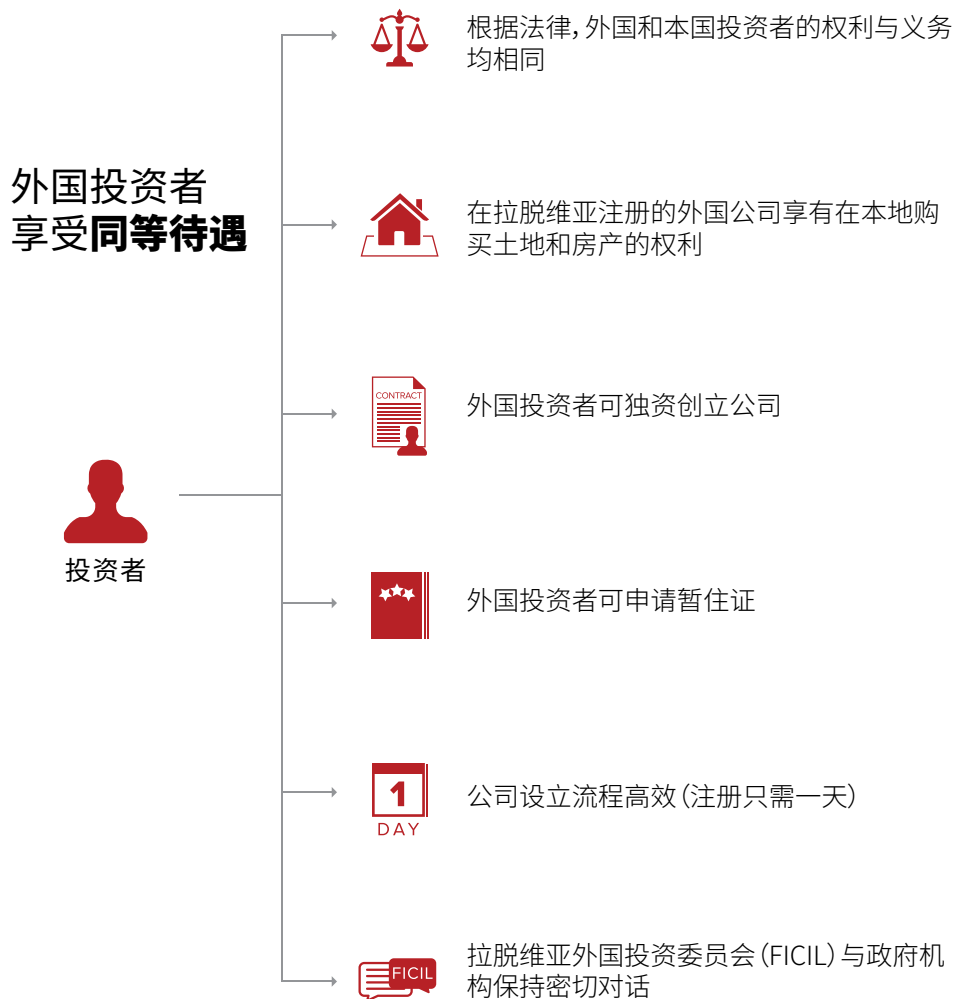 外国投资者
享受同等待遇
投资者
根据法律，外国和本国投资者的权利与义务
均相同
在拉脱维亚注册的外国公司享有在本地购
买土地和房产的权利
CONTRACT
外国投资者可独资创立公司
外国投资者可申请暂住证
1
DAY
公司设立流程高效（注册只需一天）
FICIL
拉脱维亚外国投资委员会（FICIL）与政府机
构保持密切对话